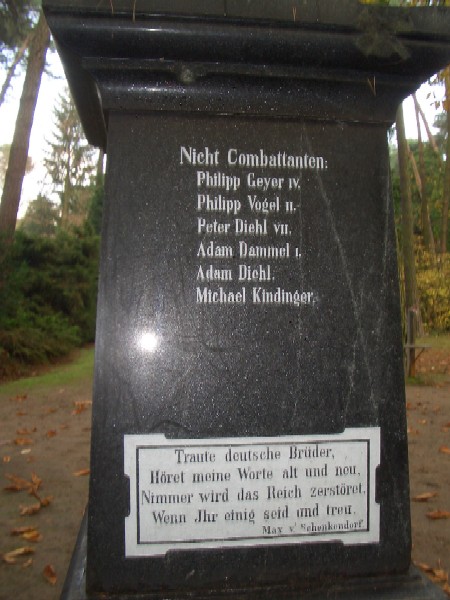 Nicht Combattanten:
Philipp Geyer IV.
Philipp Vogel II.
Peter Diehl VII.
Adam Dammel I.
Adam Diehl.
Michael Kindinger.
Traute deutsche Brüder,
Höret meine Worte alt und neu,
Nimmer wird das Reich zerstöret,
Wenn Jhr einig seid und treu.
Max v. Schenkendorf